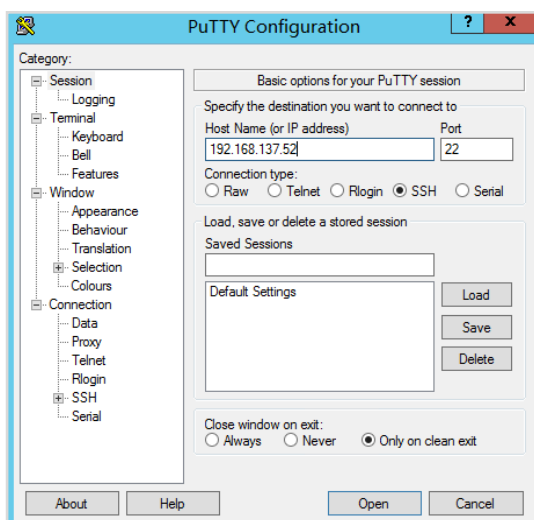 PuTTY Configuration
? x
Category:
Session
Logging
Terminal
Keyboard
Bell
Features
Window
Appearance
Behaviour
Translation
Selection
Colours
Connection
Data
Proxy
Telnet
Rlogin
SSH
Serial
Basic options for your PuTTY session
Specify the destination you want to connect to
Host Name (or IP address) Port
192.168.137.52 22
Connection type:
Raw Telnet Rlogin SSH Serial
Load, save or delete a stored session
Saved Sessions
Default Settings
Load
Save
Delete
Close window on exit:
Always Never Only on clean exit
About Help Open Cancel